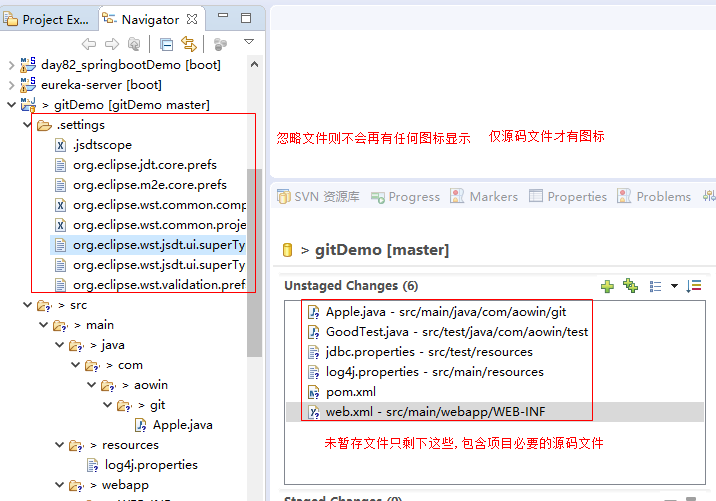 Project Ex...
Navigator
day82_springbootDemo [boot]
eureka-server [boot]
> gitDemo [gitDemo master]
.settings
.jsdtscope
org.eclipse.jdt.core.prefs
org.eclipse.m2e.core.prefs
org.eclipse.wst.common.comp
org.eclipse.wst.common.proje
org.eclipse.wst.jsdt.ui.superTy
org.eclipse.wst.jsdt.ui.superTy
org.eclipse.wst.validation.pref
> src
> main
> java
> com
> aowin
> git
Apple.java
> resources
log4j.properties
> webapp
忽略文件则不会再有任何图标显示 仅源码文件才有图标
SVN 资源库 Progress Markers Properties Problems
> gitDemo [master]
Unstaged Changes (6)
Apple.java - src/main/java/com/aowin/git
GoodTest.java - src/test/java/com/aowin/test
jdbc.properties - src/test/resources
log4j.properties - src/main/resources
pom.xml
web.xml - src/main/webapp/WEB-INF
未暂存文件只剩下这些, 包含项目必要的源码文件